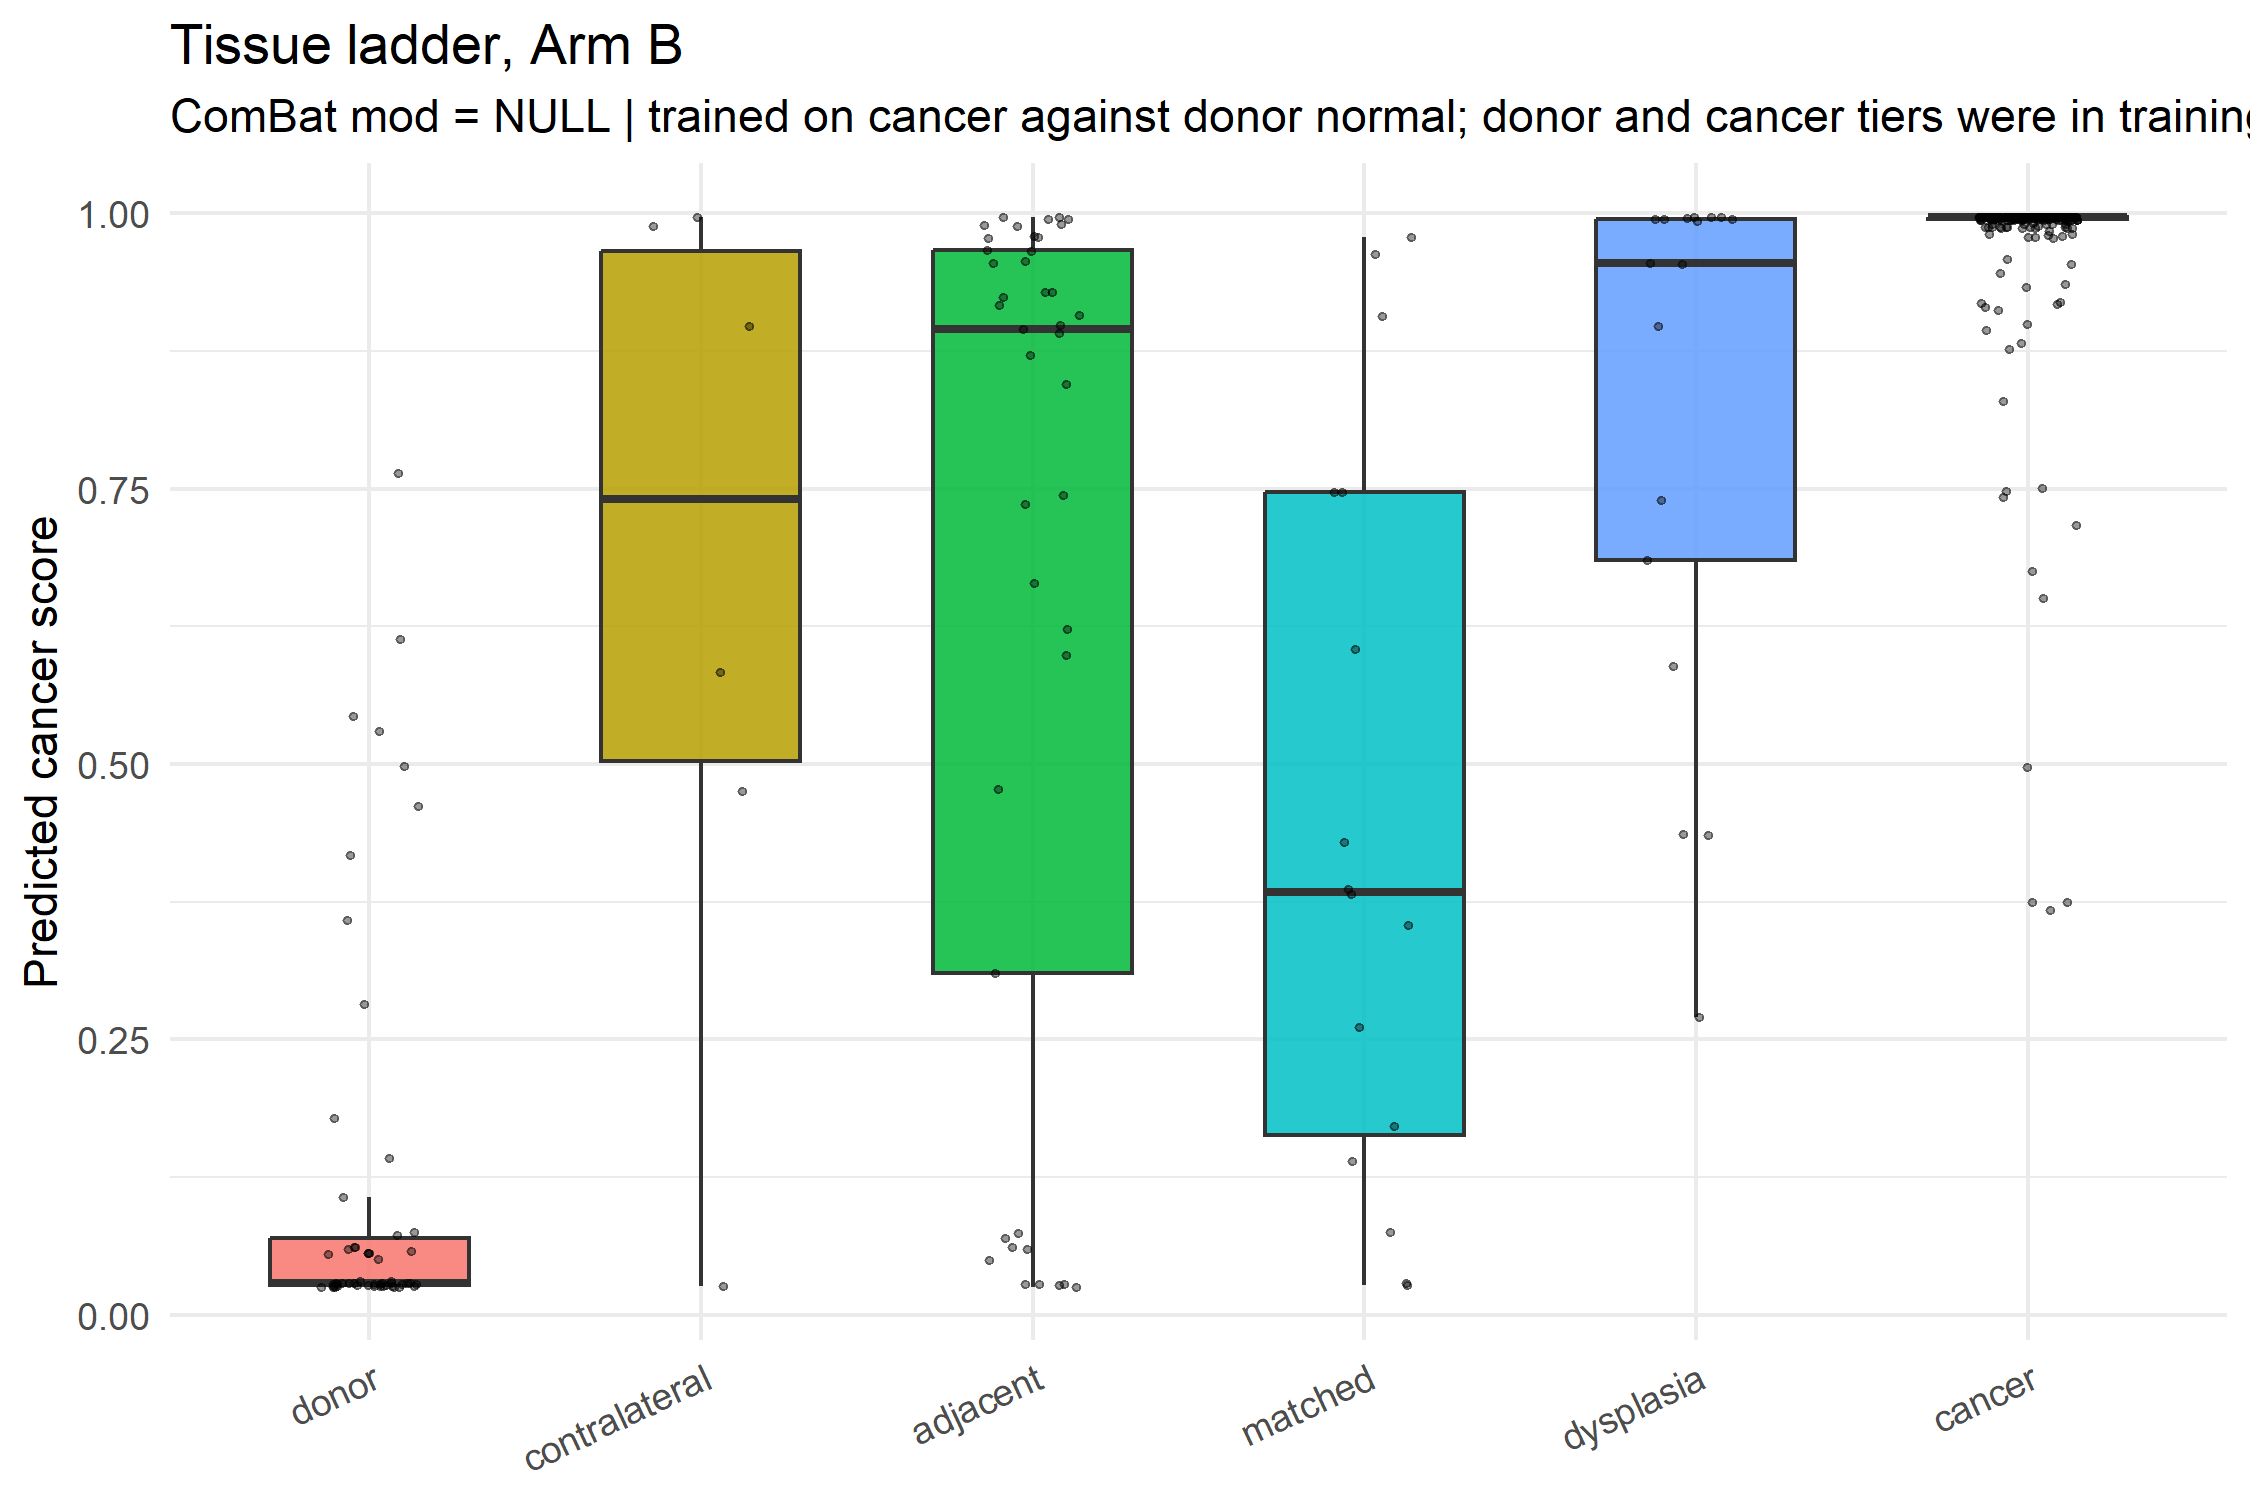 Tissue ladder, Arm B
ComBat mod = NULL | trained on cancer against donor normal; donor and cancer tiers were in training
Predicted cancer score
1.00
0.75
0.50
0.25
0.00
donor
contralateral
adjacent
matched
dysplasia
cancer